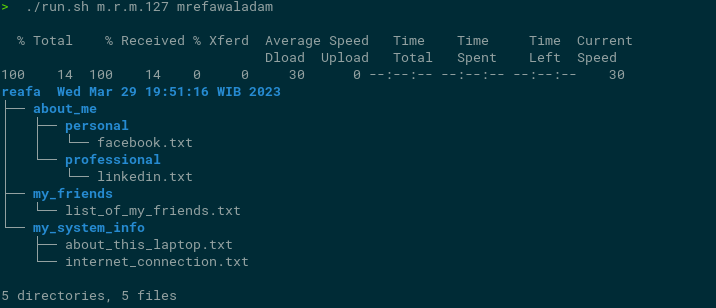 > ./run.sh m.r.m.127 mrefawaladam
% Total % Received % Xferd Average Speed Time Time Time Current
Dload Upload Total Spent Left Speed
100 14 100 14 0 0 30 0 --:--:-- --:--:-- --:--:-- 30
reafa Wed Mar 29 19:51:16 WIB 2023
├── about_me
│   ├── personal
│   │   └── facebook.txt
│   └── professional
│       └── linkedin.txt
├── my_friends
│   └── list_of_my_friends.txt
└── my_system_info
    ├── about_this_laptop.txt
    └── internet_connection.txt
5 directories, 5 files